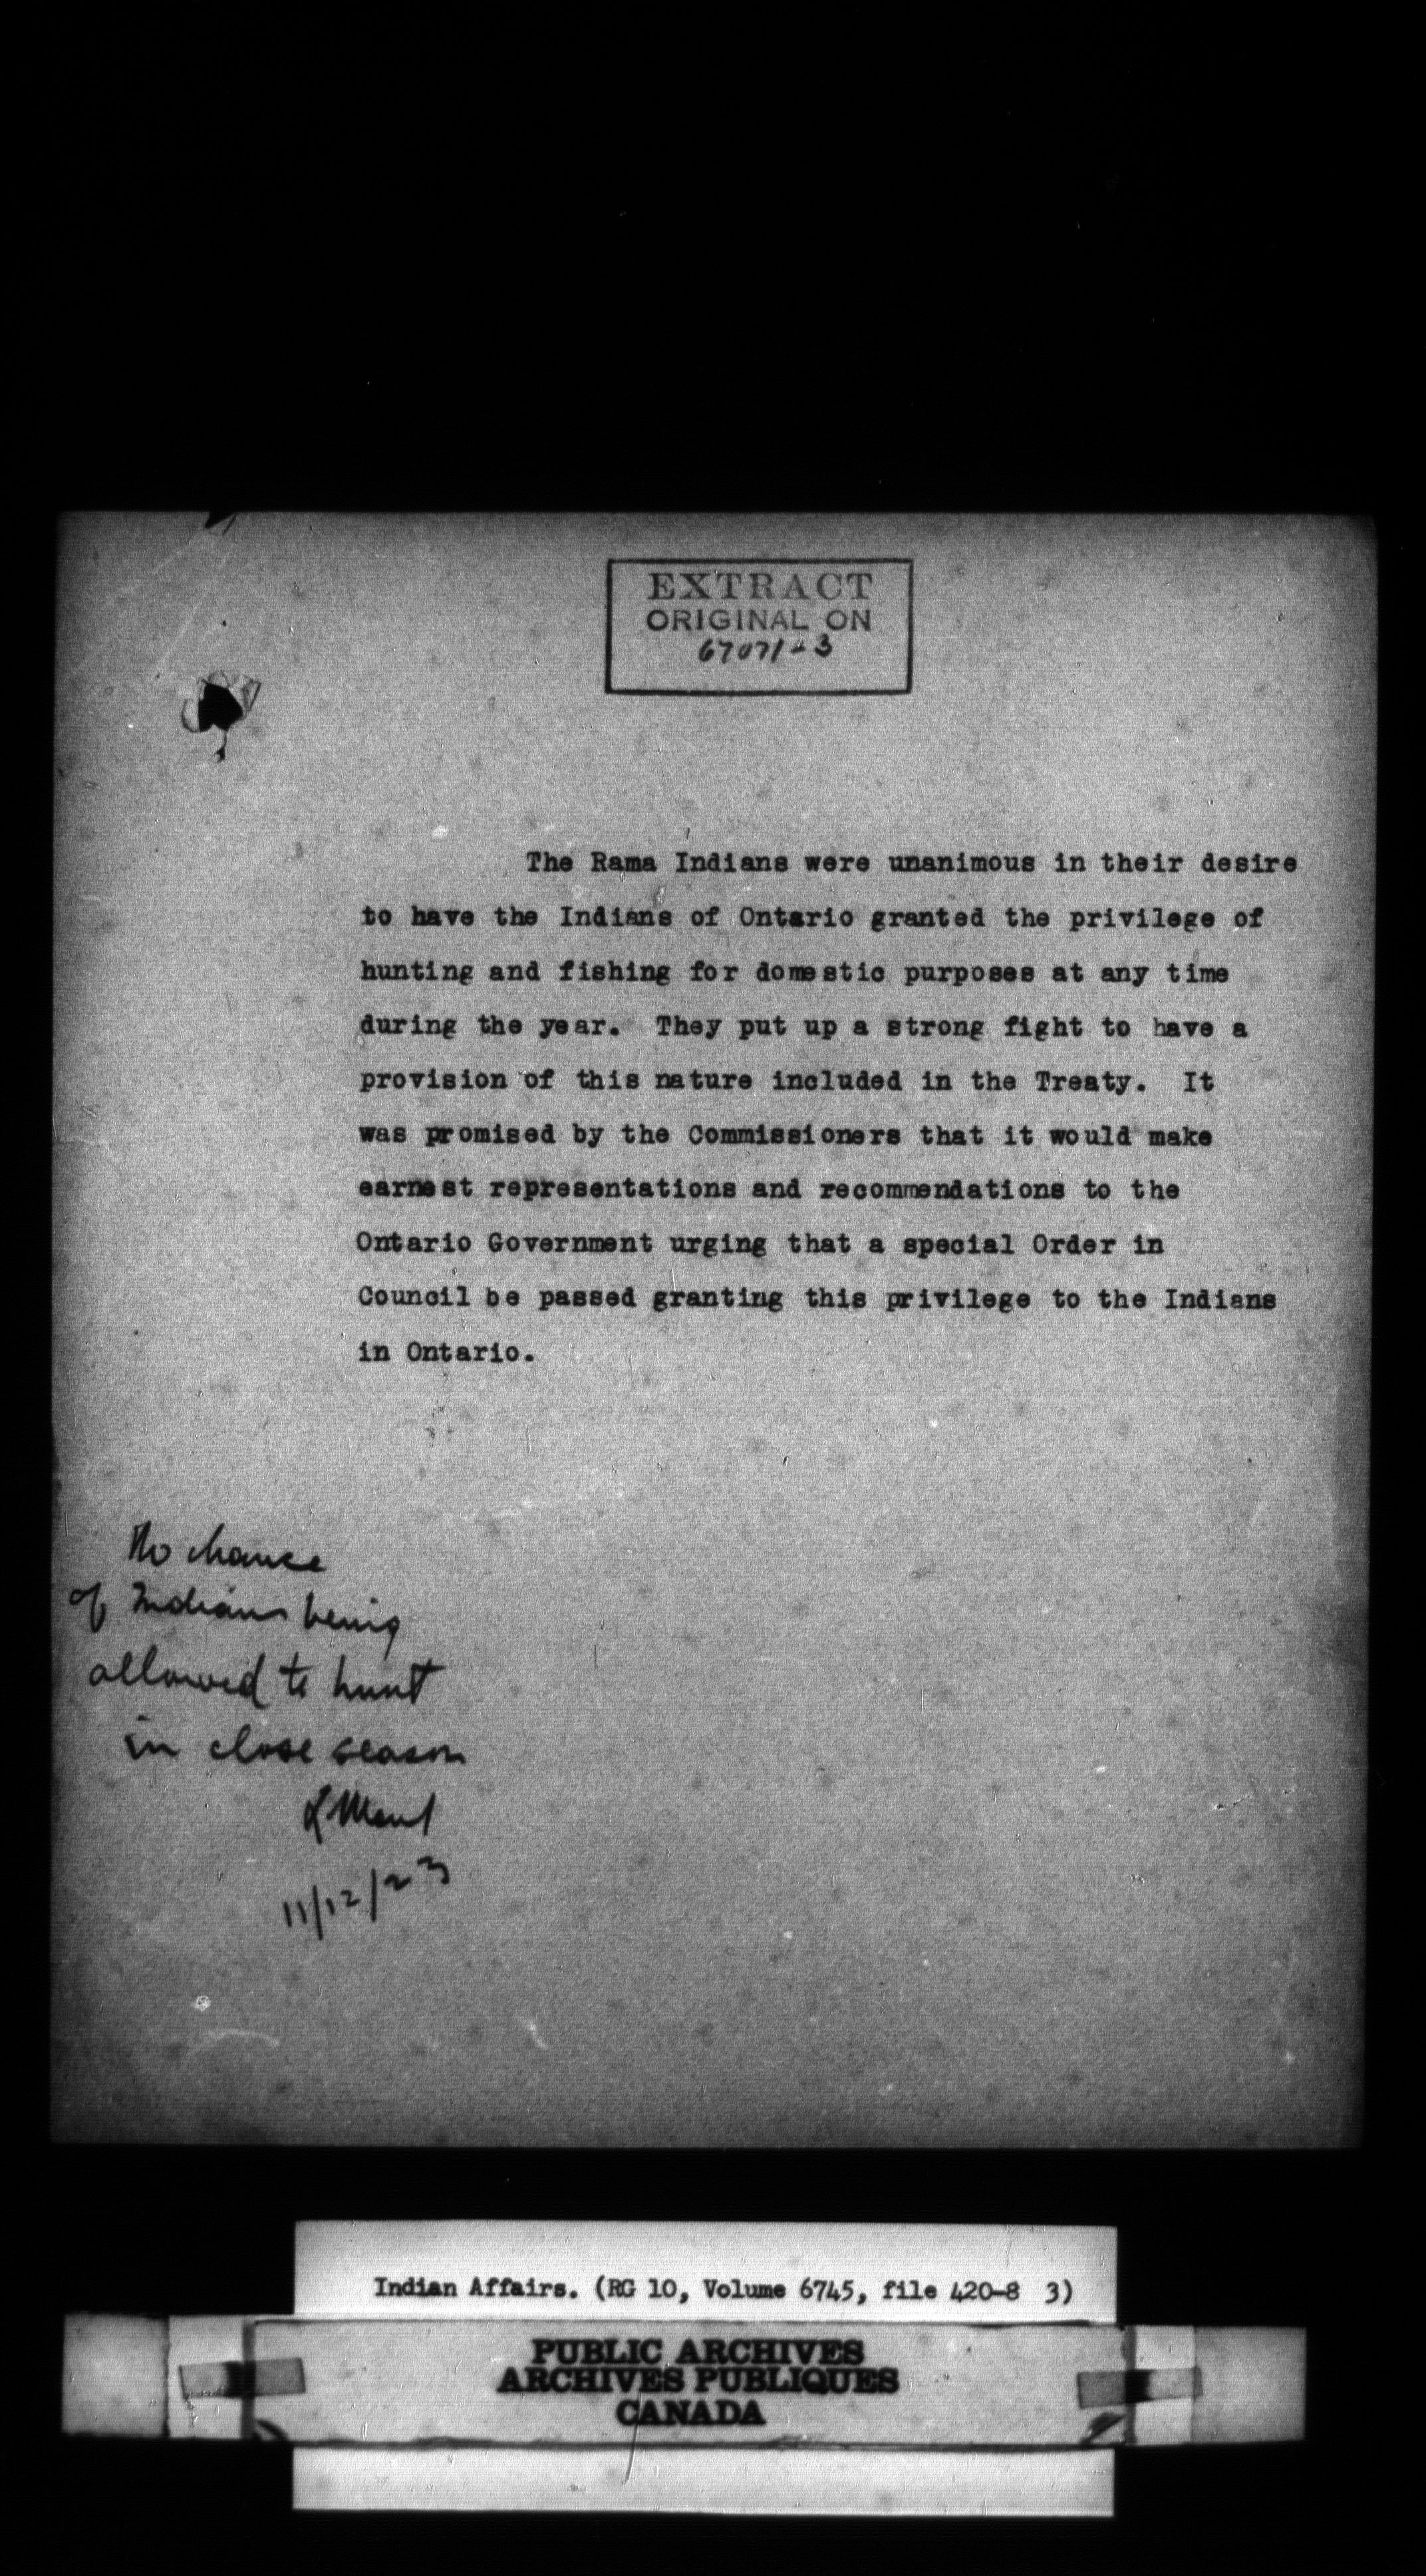 EXTRACT
ORIGINAL ON
67071-3
The Rama Indians were unanimous in their desire
to have the Indians of Ontario granted the privilege of
hunting and fishing for domestic purposes at any time
during the year. They put up a strong fight to have a
provision of this nature included in the Treaty. It
was promised by the Commissioners that it would make
earnest representations and recommendations to the
Ontario Government urging that a special Order in
Council be passed granting this privilege to the Indians
in Ontario.
No chance
of Indians being
allowed to hunt
in close season
11/12/23
Indian Affairs. (RG 10, Volume 6745, file 420-8 3)
PUBLIC ARCHIVES
ARCHIVES PUBLIQUES
CANADA